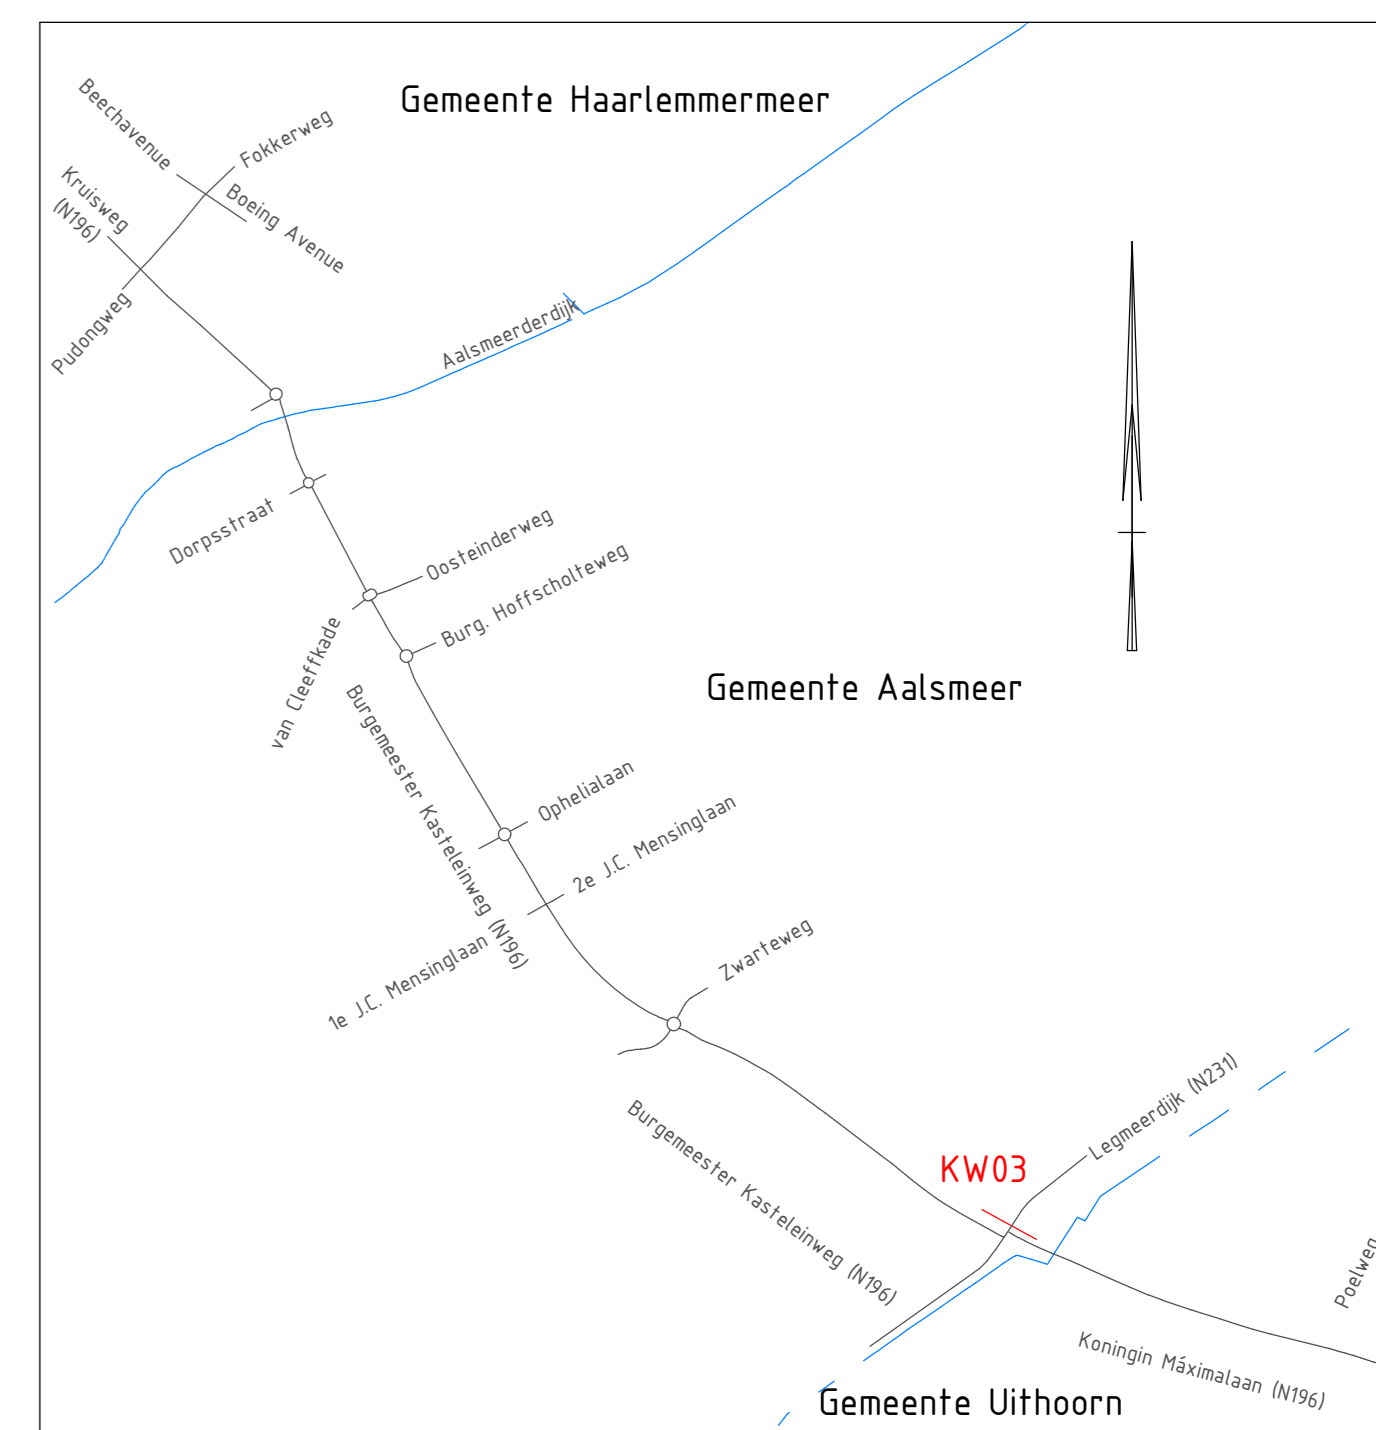 Beechavenue
Gemeente Haarlemmermeer
Fokkerweg
Kruisweg
(N196)
Boeing Avenue
Pudongweg
Aalsmeerderdijk
Dorpsstraat
Oosteinderweg
Burg. Hoffscholteweg
van Cleeffkade
Gemeente Aalsmeer
Burgemeester Kasteleinweg (N196)
Ophelialaan
2e J.C. Mensinglaan
1e J.C. Mensinglaan
Zwarteweg
Legmeerdijk (N231)
Burgemeester Kasteleinweg (N196)
KW03
Poelweg
Koningin Máximalaan (N196)
Gemeente Uithoorn